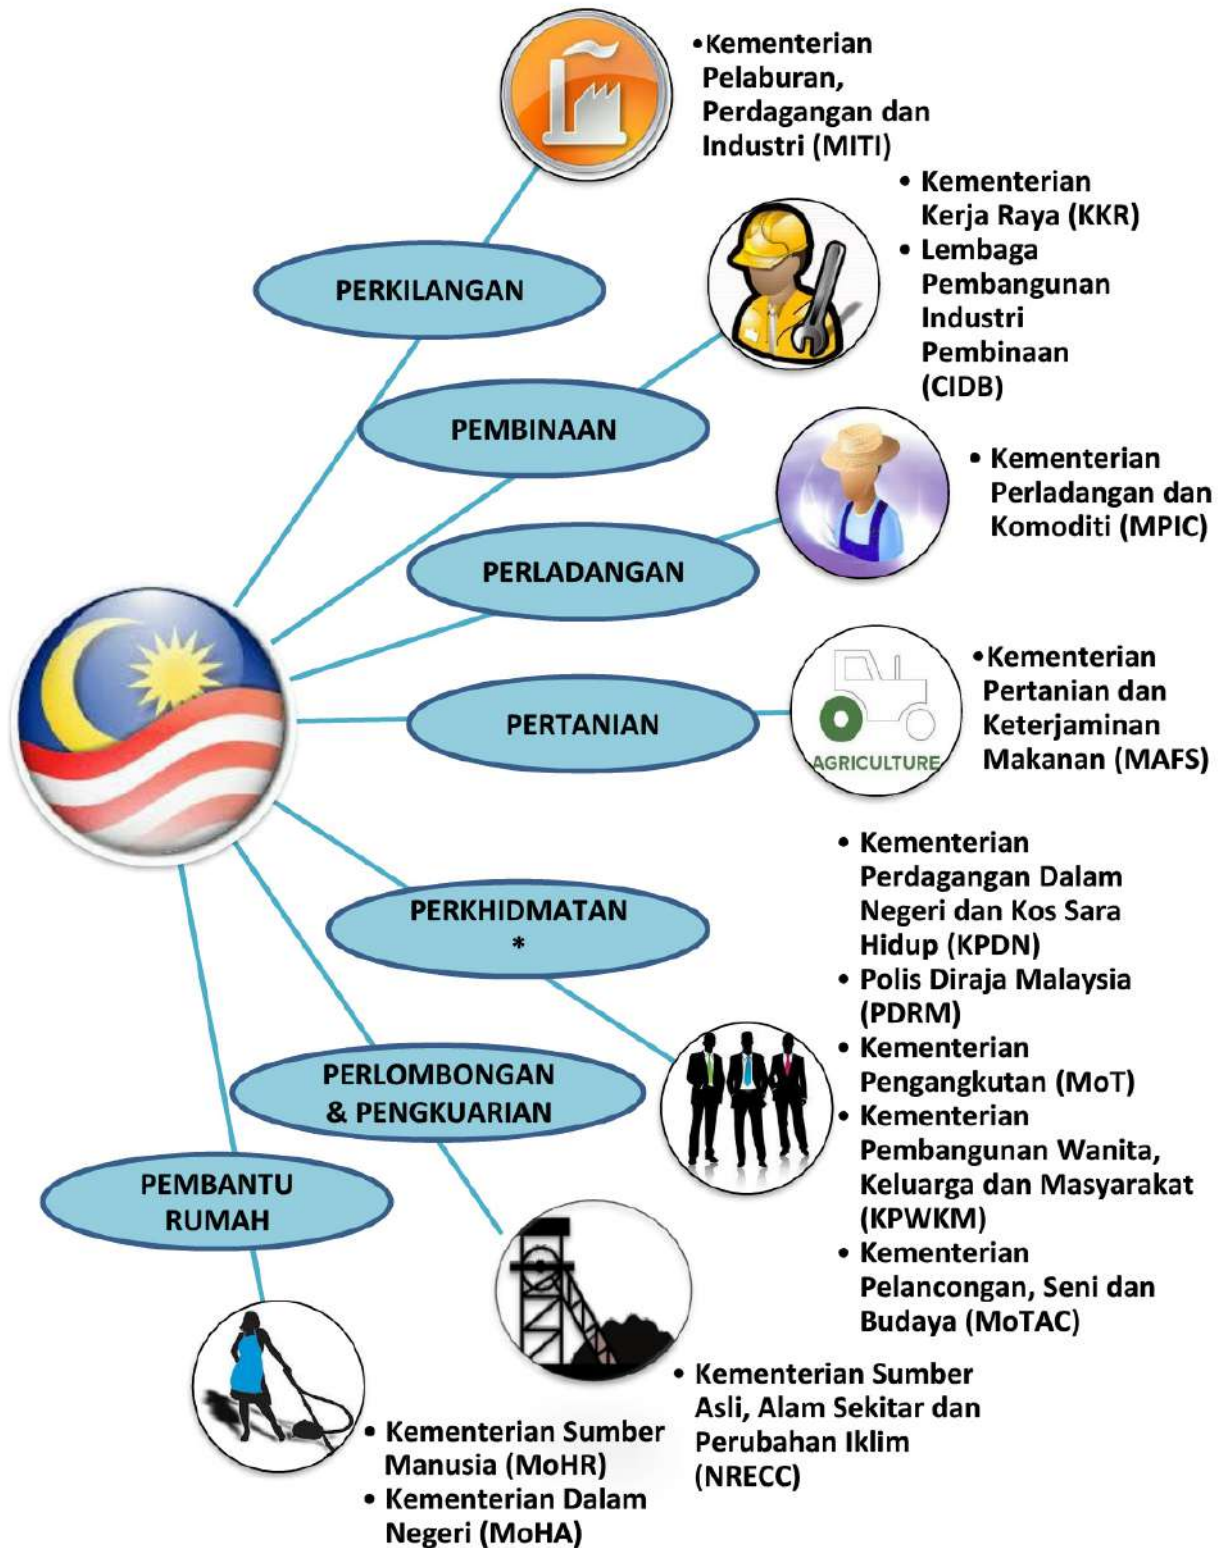 •Kementerian
Pelaburan,
Perdagangan dan
Industri (MITI)
PERKILANGAN
• Kementerian
Kerja Raya (KKR)
• Lembaga
Pembangunan
Industri
Pembinaan
(CIDB)
PEMBINAAN
• Kementerian
Perladangan dan
Komoditi (MPIC)
PERLADANGAN
•Kementerian
Pertanian dan
Keterjaminan
Makanan (MAFS)
PERTANIAN
AGRICULTURE
• Kementerian
Perdagangan Dalam
Negeri dan Kos Sara
Hidup (KPDN)
• Polis Diraja Malaysia
(PDRM)
• Kementerian
Pengangkutan (MoT)
• Kementerian
Pembangunan Wanita,
Keluarga dan Masyarakat
(KPWKM)
• Kementerian
Pelancongan, Seni dan
Budaya (MoTAC)
PERKHIDMATAN
*
PERLOMBONGAN
& PENGKUARIAN
• Kementerian Sumber
Asli, Alam Sekitar dan
Perubahan Iklim
(NRECC)
PEMBANTU
RUMAH
• Kementerian Sumber
Manusia (MoHR)
• Kementerian Dalam
Negeri (MoHA)